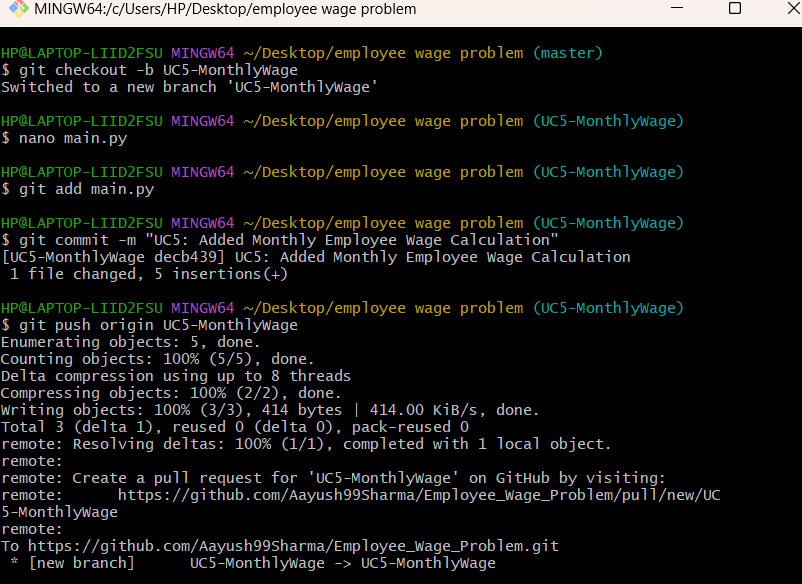 MINGW64:/c/Users/HP/Desktop/employee wage problem
HP@LAPTOP-LIID2FSU MINGW64 ~/Desktop/employee wage problem (master)
$ git checkout -b UC5-MonthlyWage
Switched to a new branch 'UC5-MonthlyWage'
HP@LAPTOP-LIID2FSU MINGW64 ~/Desktop/employee wage problem (UC5-MonthlyWage)
$ nano main.py
HP@LAPTOP-LIID2FSU MINGW64 ~/Desktop/employee wage problem (UC5-MonthlyWage)
$ git add main.py
HP@LAPTOP-LIID2FSU MINGW64 ~/Desktop/employee wage problem (UC5-MonthlyWage)
$ git commit -m "UC5: Added Monthly Employee Wage Calculation"
[UC5-MonthlyWage decb439] UC5: Added Monthly Employee Wage Calculation
 1 file changed, 5 insertions(+)
HP@LAPTOP-LIID2FSU MINGW64 ~/Desktop/employee wage problem (UC5-MonthlyWage)
$ git push origin UC5-MonthlyWage
Enumerating objects: 5, done.
Counting objects: 100% (5/5), done.
Delta compression using up to 8 threads
Compressing objects: 100% (2/2), done.
Writing objects: 100% (3/3), 414 bytes | 414.00 KiB/s, done.
Total 3 (delta 1), reused 0 (delta 0), pack-reused 0
remote: Resolving deltas: 100% (1/1), completed with 1 local object.
remote:
remote: Create a pull request for 'UC5-MonthlyWage' on GitHub by visiting:
remote:      https://github.com/Aayush99Sharma/Employee_Wage_Problem/pull/new/UC
5-MonthlyWage
remote:
To https://github.com/Aayush99Sharma/Employee_Wage_Problem.git
 * [new branch]      UC5-MonthlyWage -> UC5-MonthlyWage